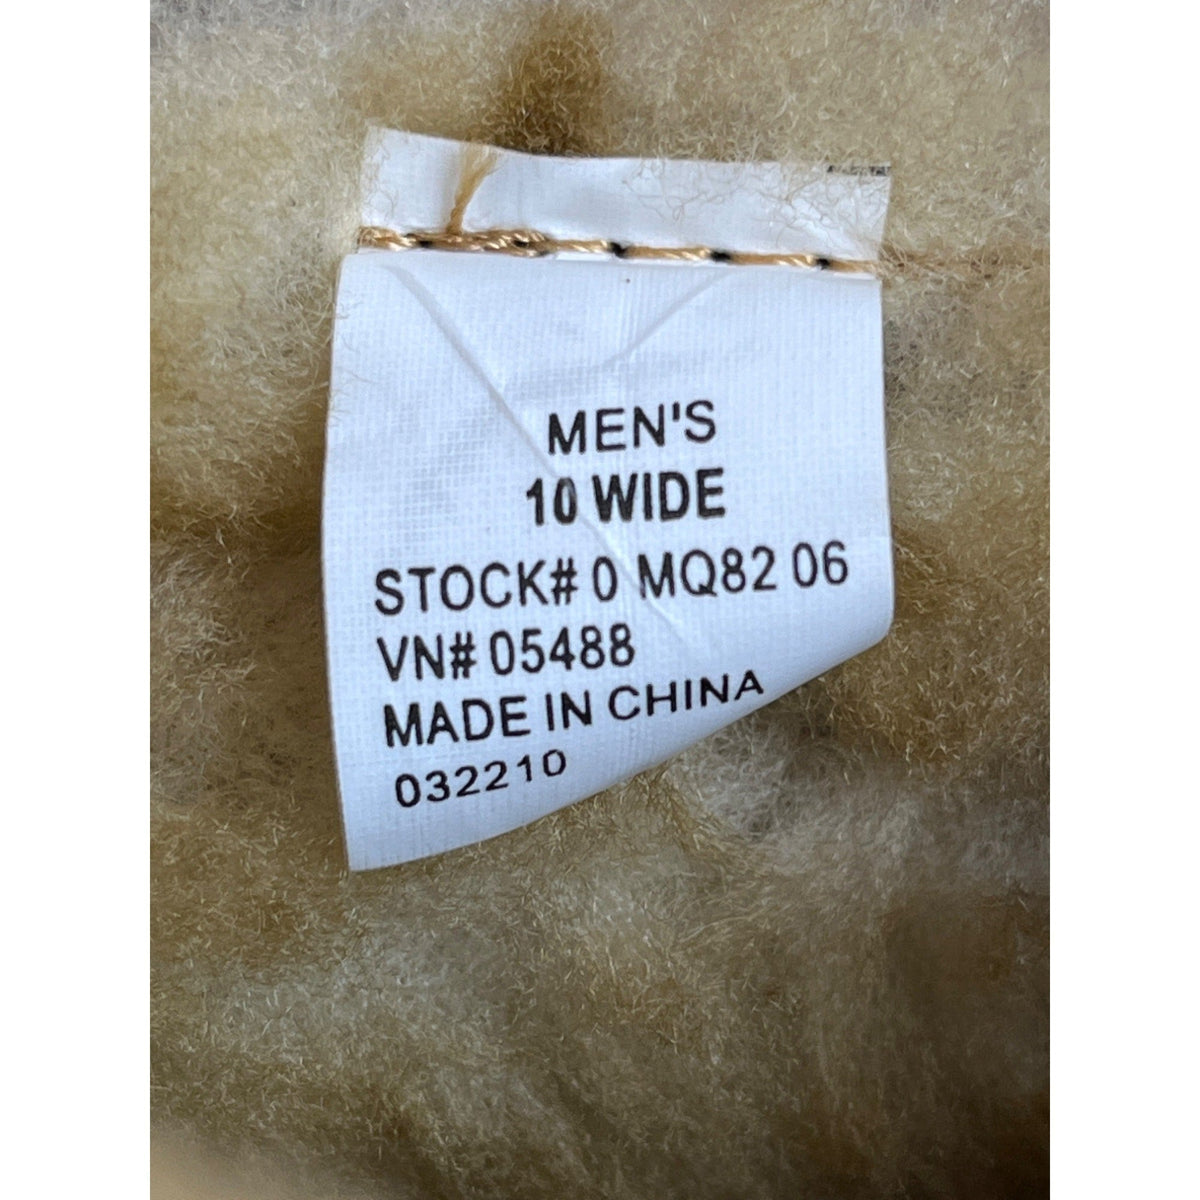 MEN'S
10 WIDE
STOCK# 0 MQ82 06
VN# 05488
MADE IN CHINA
032210